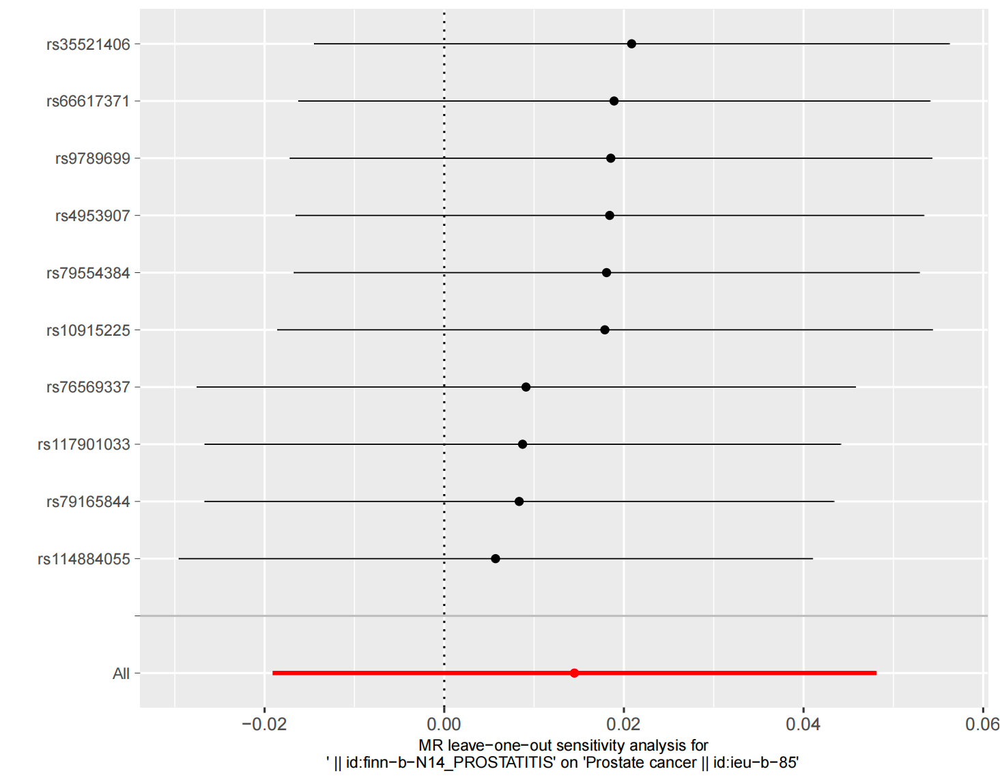 rs35521406
rs66617371
rs9789699
rs4953907
rs79554384
rs10915225
rs76569337
rs117901033
rs79165844
rs114884055
All
−0.02 0.00 0.02 0.04 0.06
MR leave−one−out sensitivity analysis for
' || id:finn−b−N14_PROSTATITIS' on 'Prostate cancer || id:ieu−b−85'